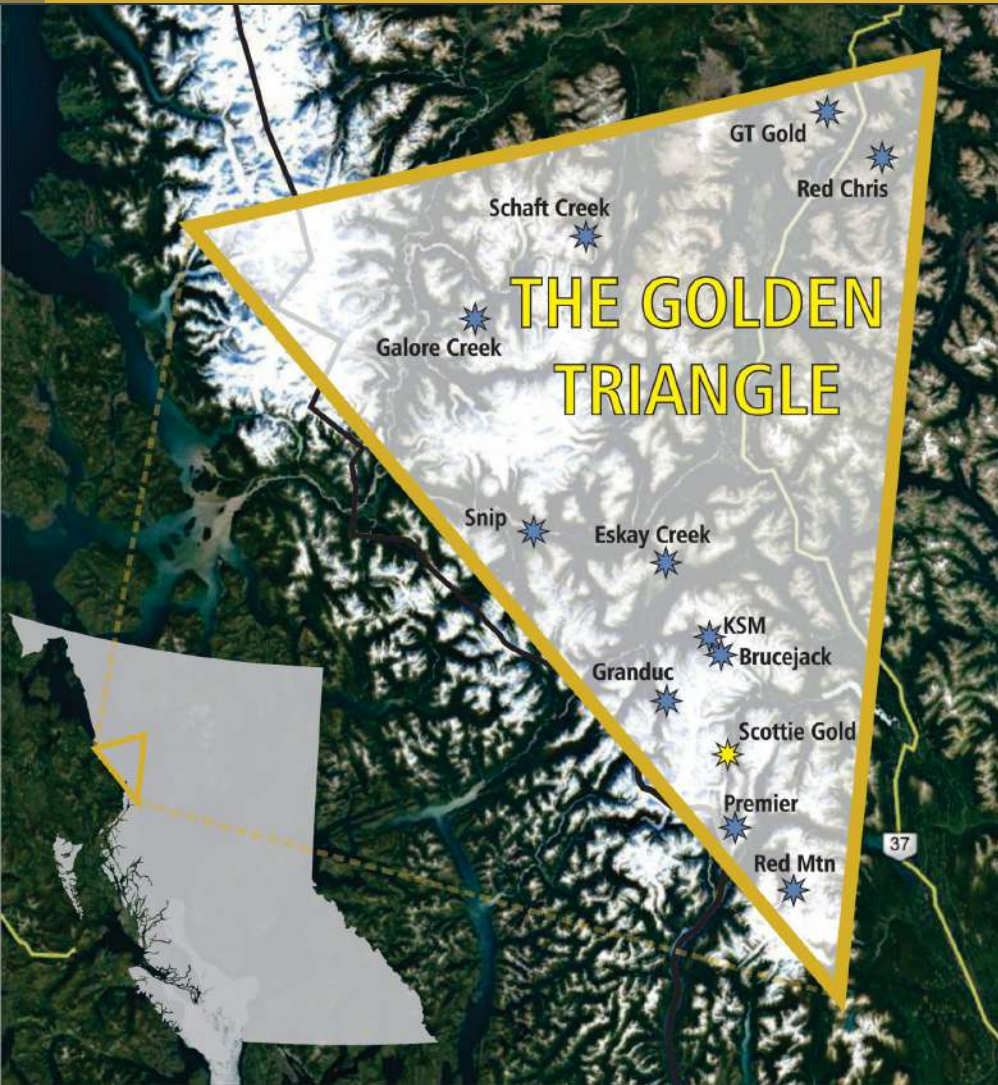 GT Gold
Red Chris
Schaft Creek
THE GOLDEN
TRIANGLE
Galore Creek
Snip
Eskay Creek
KSM
Brucejack
Granduc
Scottie Gold
Premier
37
Red Mtn